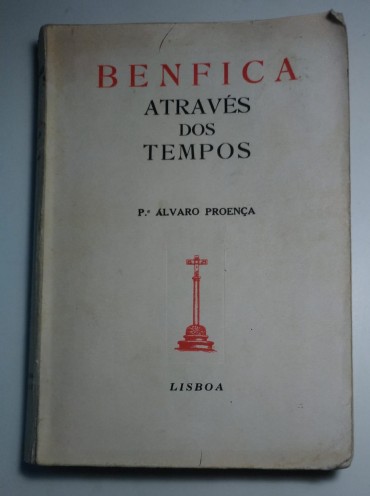 BENFICA
ATRAVÉS
DOS
TEMPOS
P.e ALVARO PROENÇA
LISBOA